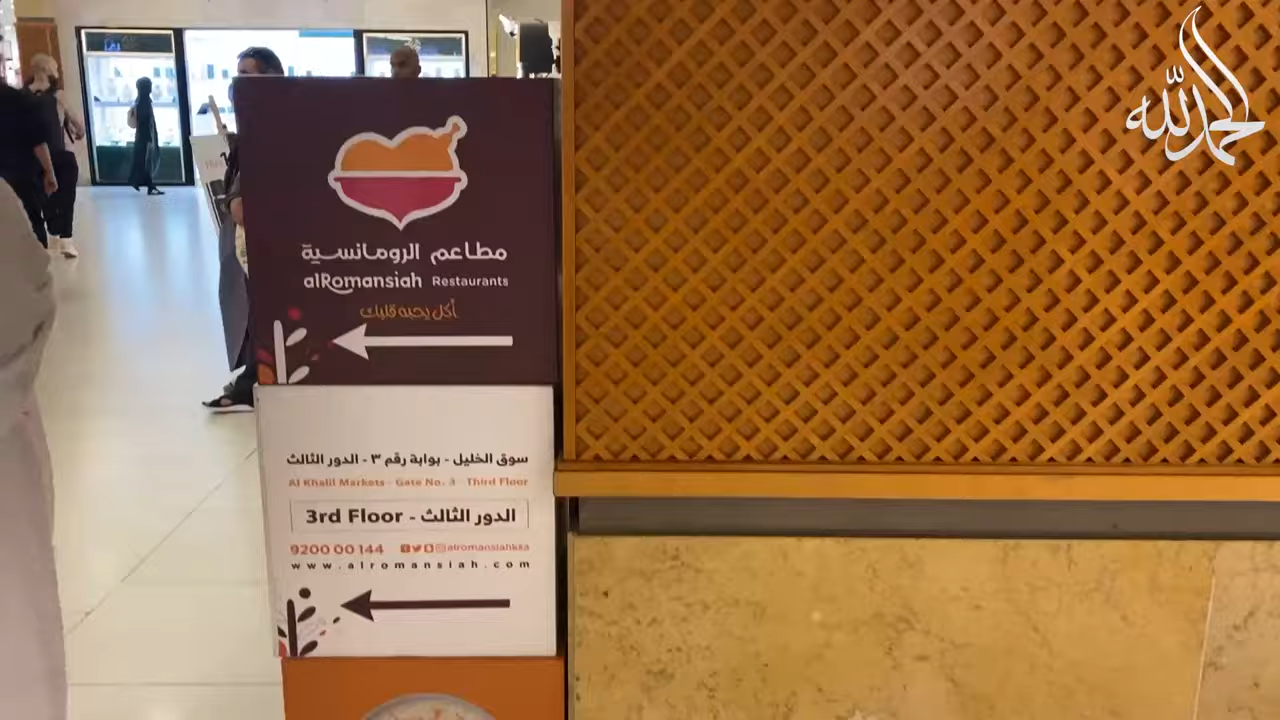 الحمد لله
مطاعم الرومانسية
alRomansiah Restaurants
أكل يحبه قلبك
سوق الخليل - بوابة رقم ٣ - الدور الثالث
Al Khalil Markets - Gate No. 3 - Third Floor
3rd Floor - الدور الثالث
9200 00 144 alromansiahksa
www.alromansiah.com